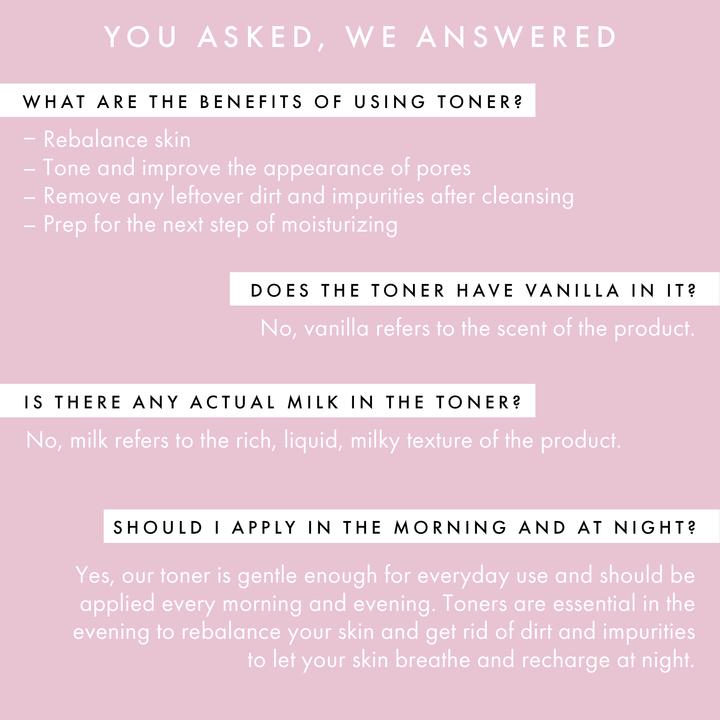 YOU ASKED, WE ANSWERED
WHAT ARE THE BENEFITS OF USING TONER?
– Rebalance skin
– Tone and improve the appearance of pores
– Remove any leftover dirt and impurities after cleansing
– Prep for the next step of moisturizing
DOES THE TONER HAVE VANILLA IN IT?
No, vanilla refers to the scent of the product.
IS THERE ANY ACTUAL MILK IN THE TONER?
No, milk refers to the rich, liquid, milky texture of the product.
SHOULD I APPLY IN THE MORNING AND AT NIGHT?
Yes, our toner is gentle enough for everyday use and should be
applied every morning and evening. Toners are essential in the
evening to rebalance your skin and get rid of dirt and impurities
to let your skin breathe and recharge at night.